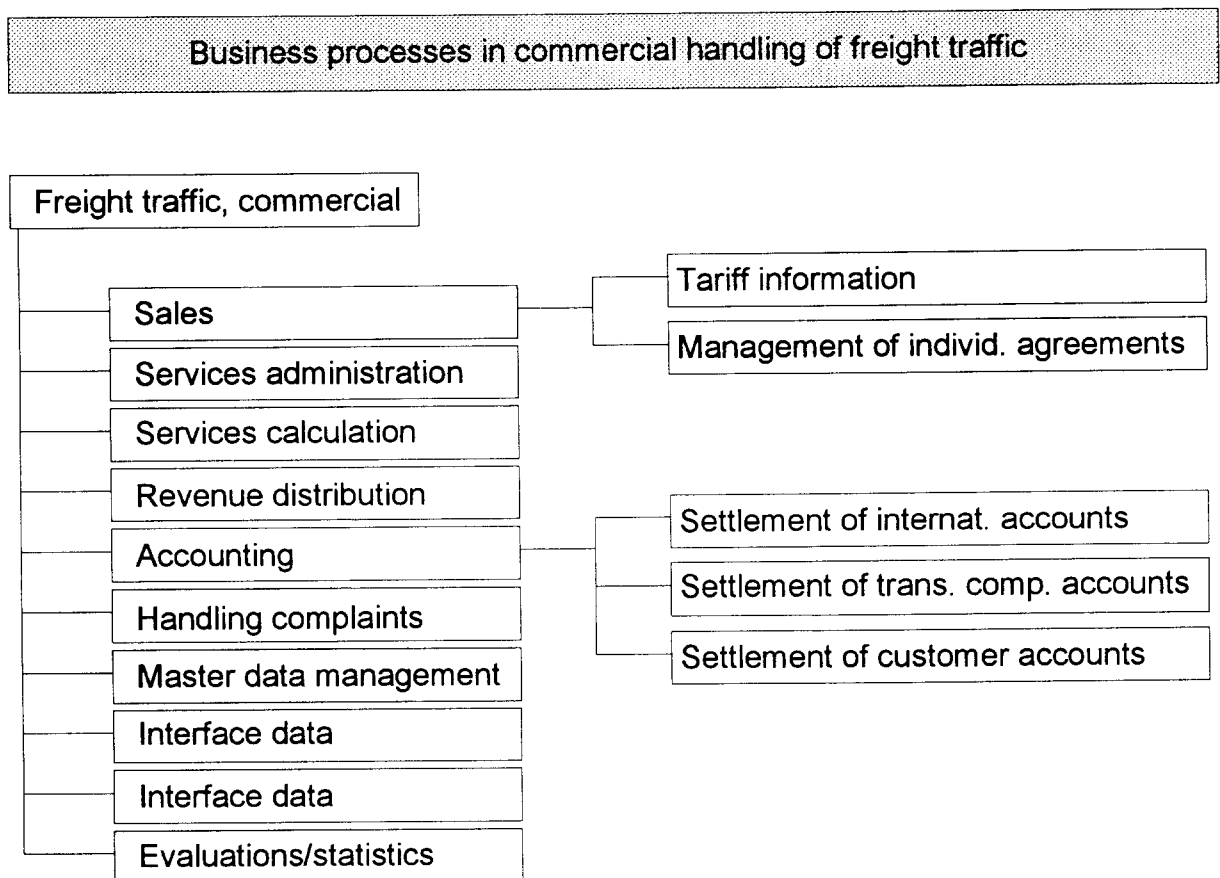 Business processes in commercial handling of freight traffic
Freight traffic, commercial
Sales
Services administration
Services calculation
Revenue distribution
Accounting
Handling complaints
Master data management
Interface data
Interface data
Evaluations/statistics
Tariff information
Management of individ. agreements
Settlement of internat. accounts
Settlement of trans. comp. accounts
Settlement of customer accounts